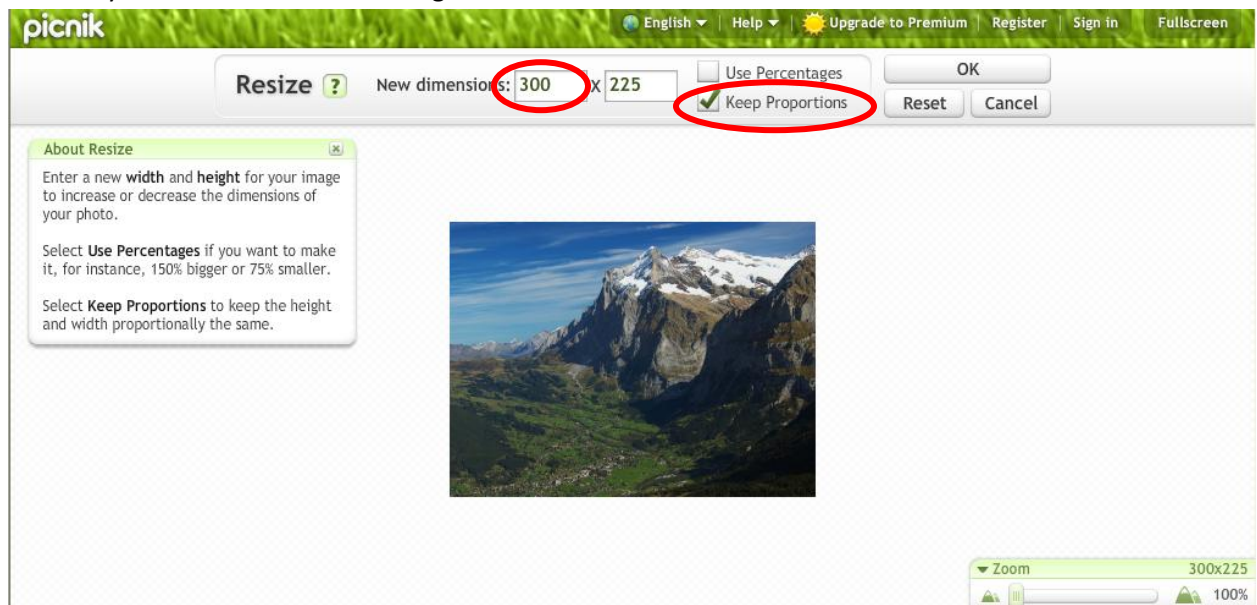 picnik English Help Upgrade to Premium Register Sign in Fullscreen
Resize ? New dimensions: 300 x 225
Use Percentages
Keep Proportions
OK
Reset Cancel
About Resize
Enter a new width and height for your image
to increase or decrease the dimensions of
your photo.
Select Use Percentages if you want to make
it, for instance, 150% bigger or 75% smaller.
Select Keep Proportions to keep the height
and width proportionally the same.
Zoom 300x225
100%